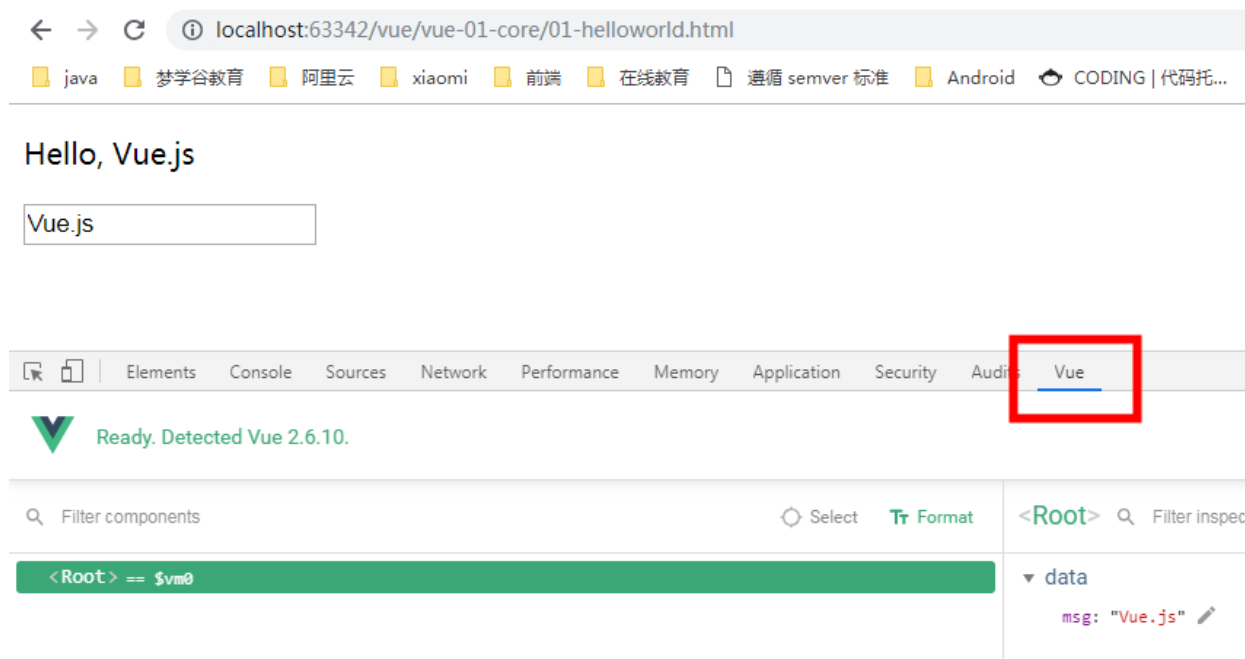 localhost:63342/vue/vue-01-core/01-helloworld.html
java 梦学谷教育 阿里云 xiaomi 前端 在线教育 遵循 semver 标准 Android CODING | 代码托...
Hello, Vue.js
Vue.js
Elements Console Sources Network Performance Memory Application Security Audits Vue
Ready. Detected Vue 2.6.10.
Filter components Select Format <Root> Filter inspec
<Root> == $vm0
data
msg: "Vue.js"